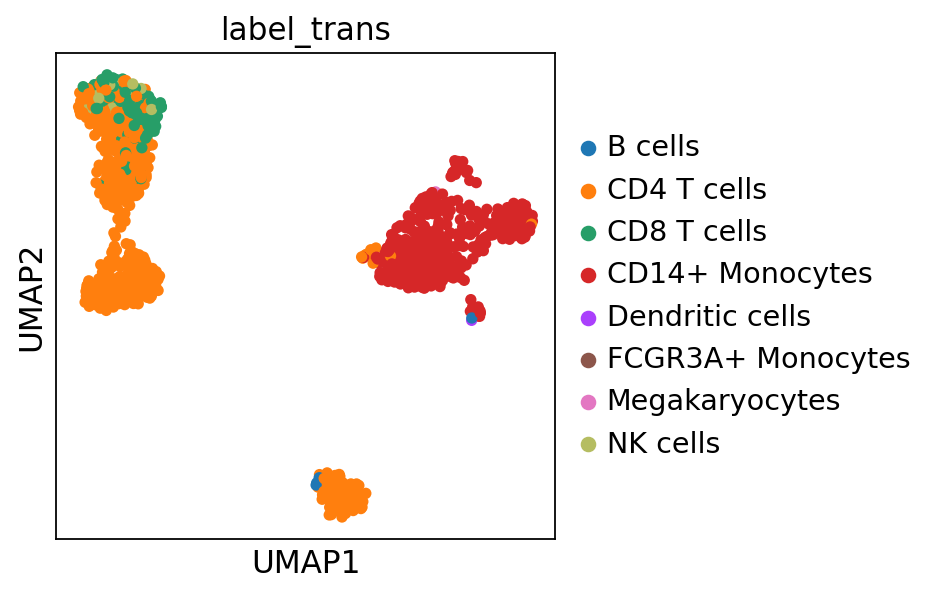 label_trans
UMAP2
UMAP1
B cells
CD4 T cells
CD8 T cells
CD14+ Monocytes
Dendritic cells
FCGR3A+ Monocytes
Megakaryocytes
NK cells